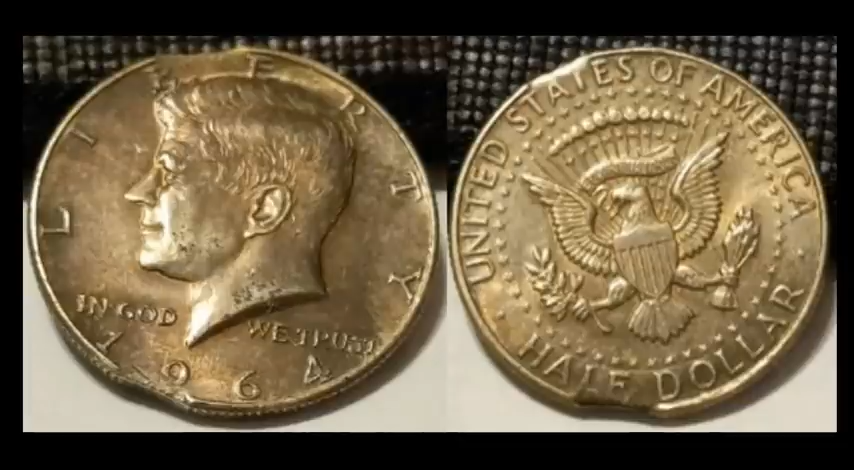 LIBERTY
IN GOD WE TRUST
1964
UNITED STATES OF AMERICA
HALF DOLLAR